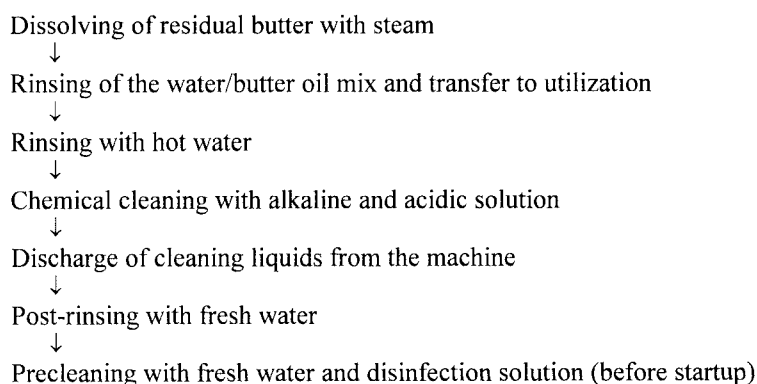 Dissolving of residual butter with steam
↓
Rinsing of the water/butter oil mix and transfer to utilization
↓
Rinsing with hot water
↓
Chemical cleaning with alkaline and acidic solution
↓
Discharge of cleaning liquids from the machine
↓
Post-rinsing with fresh water
↓
Precleaning with fresh water and disinfection solution (before startup)